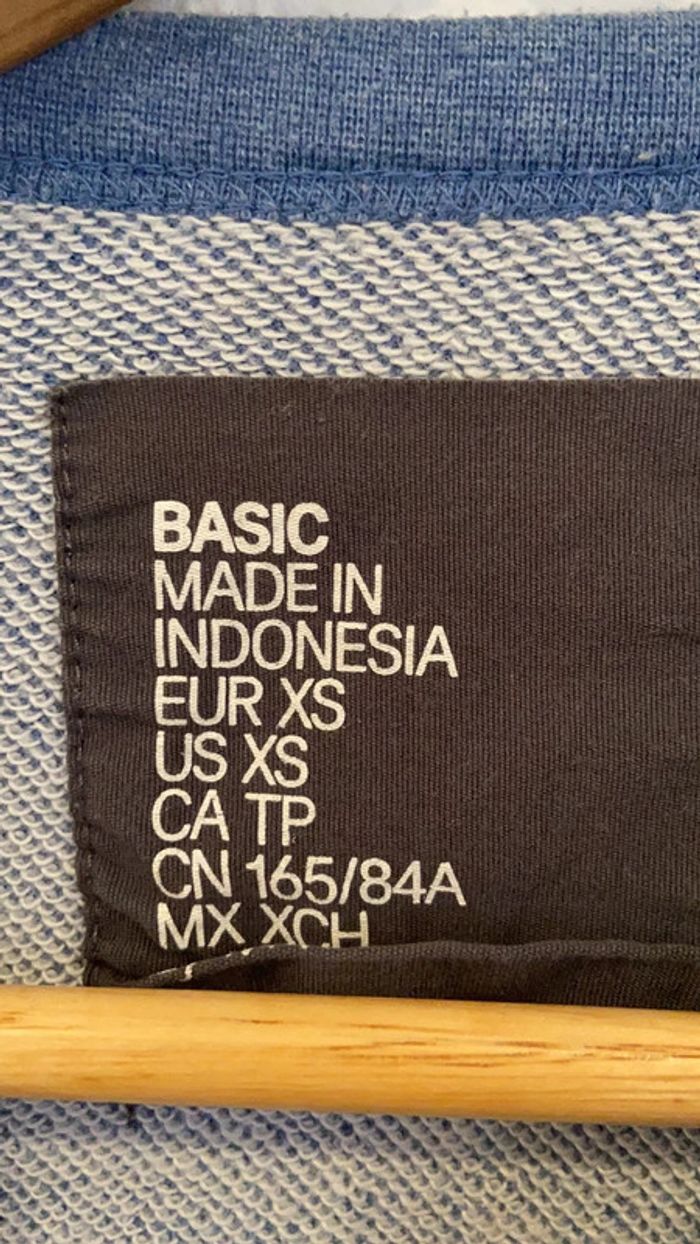 BASIC
MADE IN
INDONESIA
EUR XS
US XS
CA TP
CN 165/84A
MX XCH